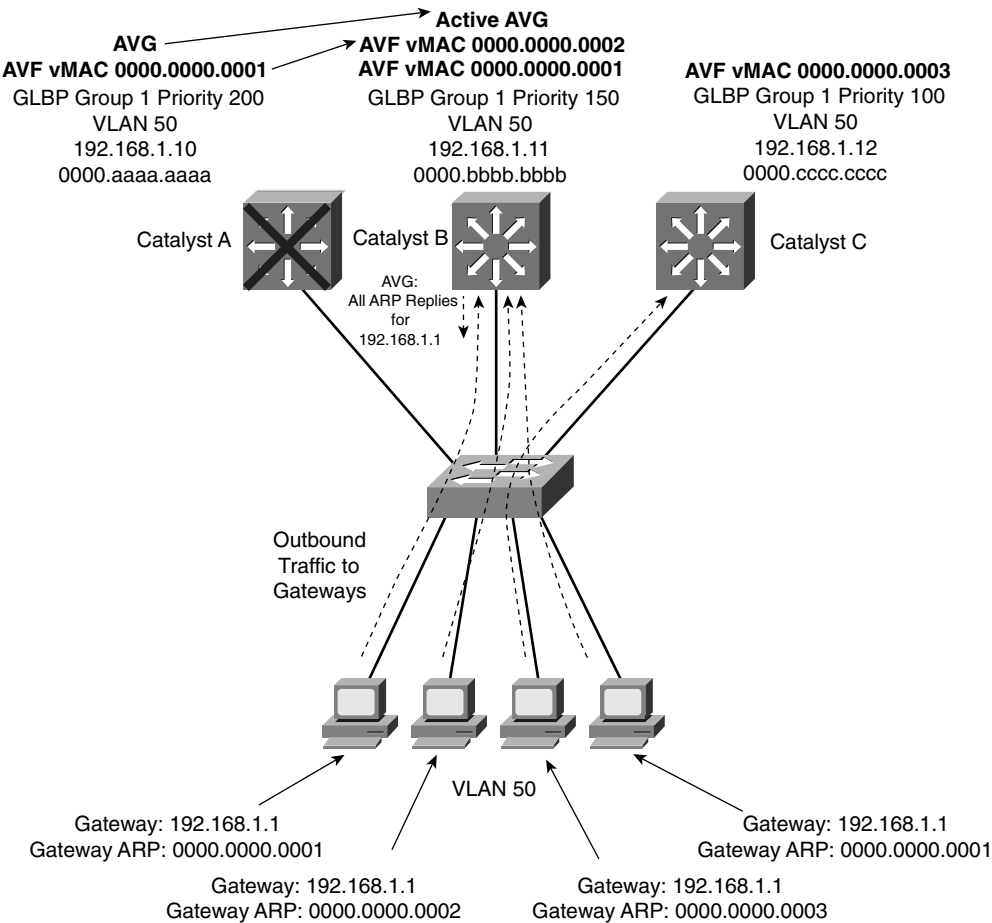 AVG
AVF vMAC 0000.0000.0001
GLBP Group 1 Priority 200
VLAN 50
192.168.1.10
0000.aaaa.aaaa
Active AVG
AVF vMAC 0000.0000.0002
AVF vMAC 0000.0000.0001
GLBP Group 1 Priority 150
VLAN 50
192.168.1.11
0000.bbbb.bbbb
AVF vMAC 0000.0000.0003
GLBP Group 1 Priority 100
VLAN 50
192.168.1.12
0000.cccc.cccc
Catalyst A
Catalyst B
Catalyst C
AVG:
All ARP Replies
for
192.168.1.1
Outbound
Traffic to
Gateways
VLAN 50
Gateway: 192.168.1.1
Gateway ARP: 0000.0000.0001
Gateway: 192.168.1.1
Gateway ARP: 0000.0000.0002
Gateway: 192.168.1.1
Gateway ARP: 0000.0000.0003
Gateway: 192.168.1.1
Gateway ARP: 0000.0000.0001